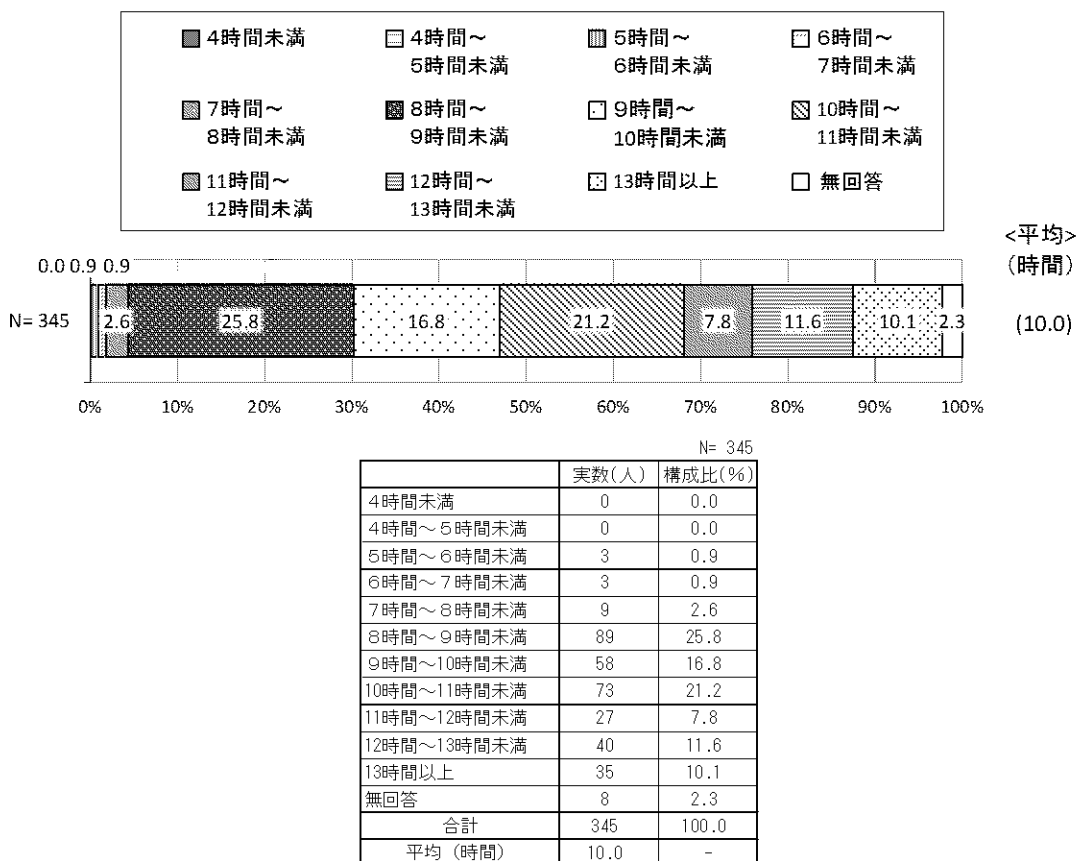 4時間未満
4時間～
5時間未満
5時間～
6時間未満
6時間～
7時間未満
7時間～
8時間未満
8時間～
9時間未満
9時間～
10時間未満
10時間～
11時間未満
11時間～
12時間未満
12時間～
13時間未満
13時間以上
無回答
<平均>
(時間)
0.0 0.9 0.9
N= 345 2.6 25.8 16.8 21.2 7.8 11.6 10.1 2.3 (10.0)
0% 10% 20% 30% 40% 50% 60% 70% 80% 90% 100%
N= 345
実数(人) 構成比(%)
4時間未満 0 0.0
4時間～5時間未満 0 0.0
5時間～6時間未満 3 0.9
6時間～7時間未満 3 0.9
7時間～8時間未満 9 2.6
8時間～9時間未満 89 25.8
9時間～10時間未満 58 16.8
10時間～11時間未満 73 21.2
11時間～12時間未満 27 7.8
12時間～13時間未満 40 11.6
13時間以上 35 10.1
無回答 8 2.3
合計 345 100.0
平均 (時間) 10.0 -